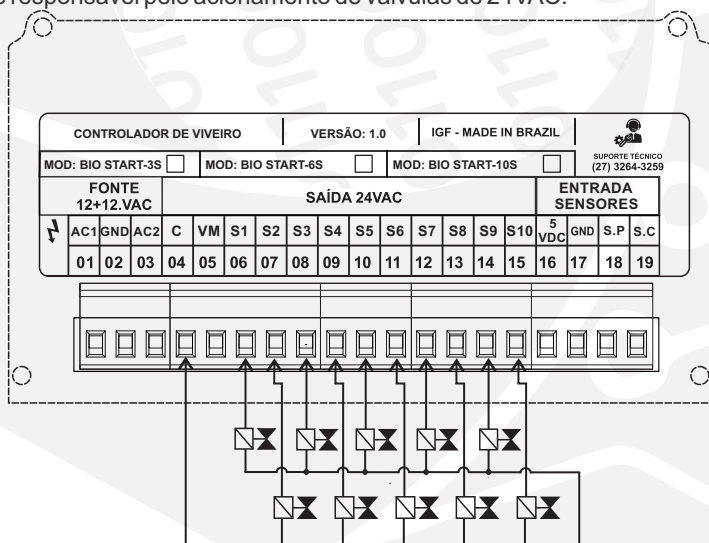 responsável pelo acionamento de válvulas de 24VAC.
CONTROLADOR DE VIVEIRO
VERSÃO: 1.0
IGF - MADE IN BRAZIL
MOD: BIO START-3S
MOD: BIO START-6S
MOD: BIO START-10S
SUPORTE TÉCNICO
(27) 3264-3259
FONTE
12+12.VAC
SAÍDA 24VAC
ENTRADA
SENSORES
AC1 GND AC2 C VM S1 S2 S3 S4 S5 S6 S7 S8 S9 S10 5 VDC GND S.P S.C
01 02 03 04 05 06 07 08 09 10 11 12 13 14 15 16 17 18 19